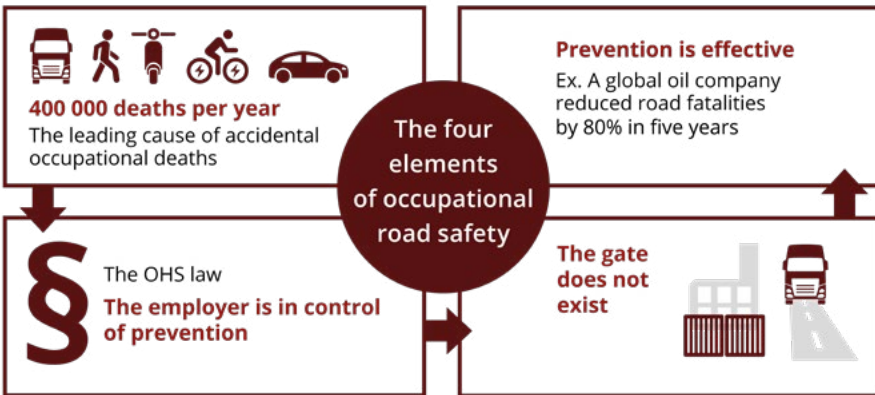 400 000 deaths per year
The leading cause of accidental
occupational deaths
The four
elements
of occupational
road safety
§
The OHS law
The employer is in control
of prevention
The gate
does not
exist
Prevention is effective
Ex. A global oil company
reduced road fatalities
by 80% in five years